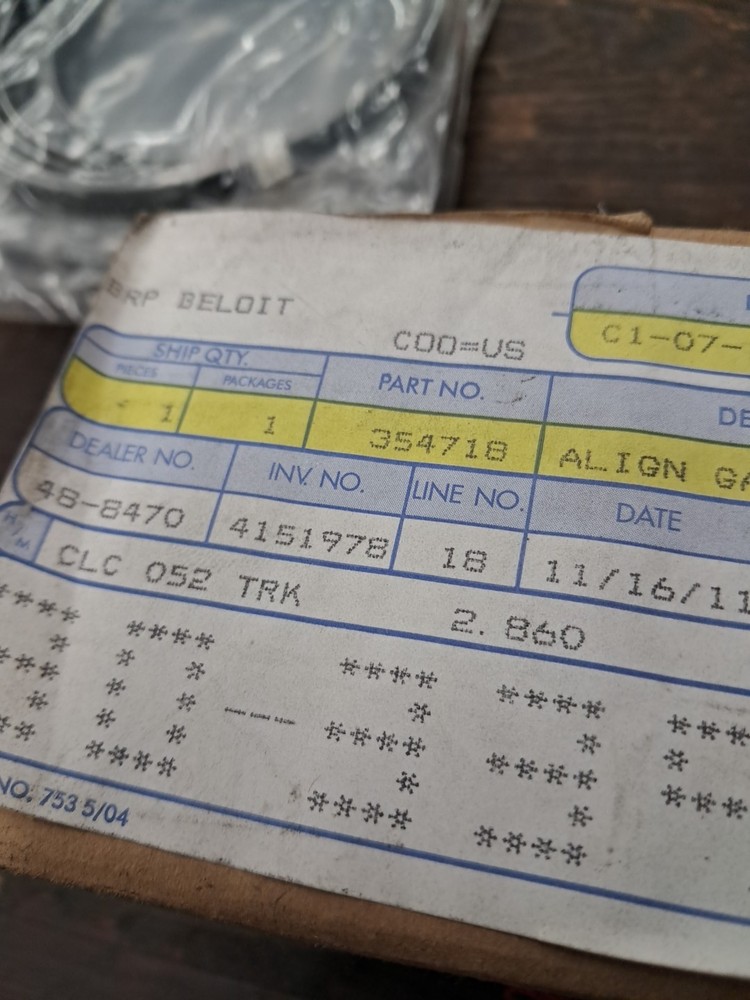 BRP BELOIT
COO=US
C1-07-
SHIP QTY.
PIECES PACKAGES PART NO. DE
1 1 354718 ALIGN GA
DEALER NO. INV. NO. LINE NO. DATE
48-8470 4151978 18 11/16/11
CLC 052 TRK 2.860
**** **** **** **** ***
* * * * * *
**** * * --- **** **** ***
* * * * *
** **** **** ****
NO. 753 5/04